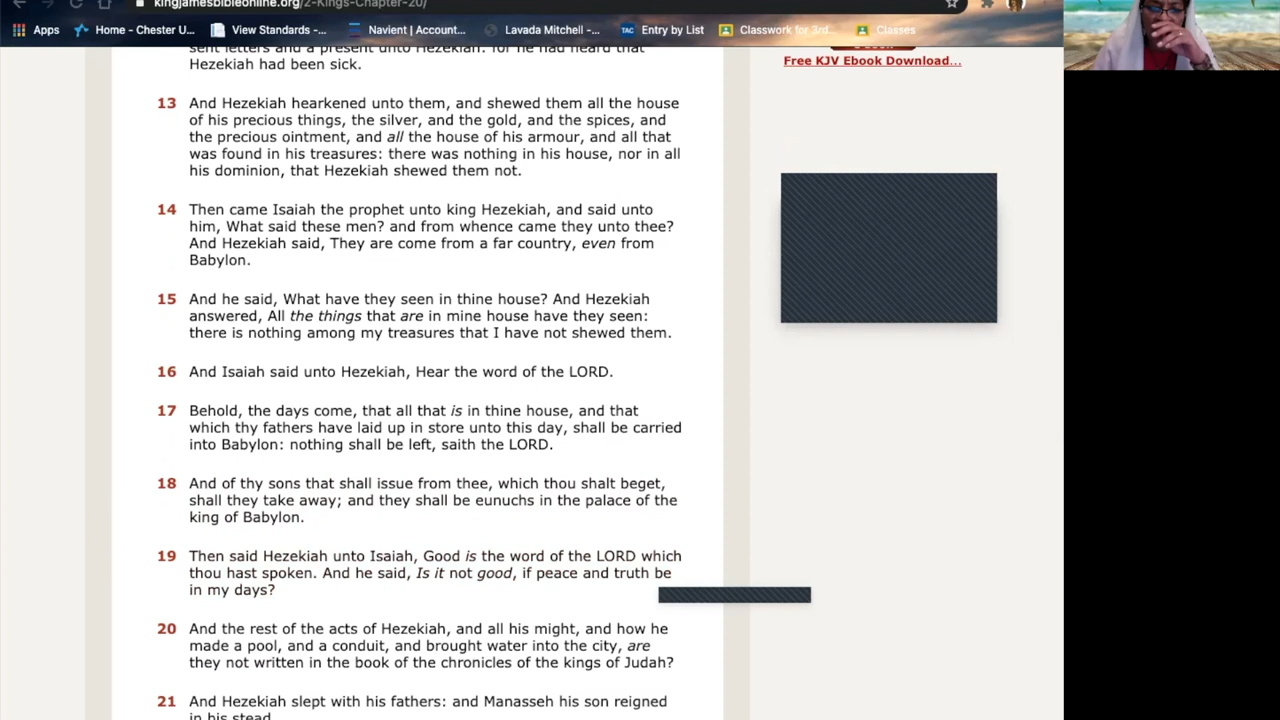 kingjamesbibleonline.org/2-Kings-Chapter-20/
Apps Home - Chester U... View Standards -... Navient | Account... Lavada Mitchell -... TAC Entry by List Classwork for 3rd... Classes
sent letters and a present unto Hezekiah: for he had heard that
Hezekiah had been sick.
Free KJV Ebook Download...
13 And Hezekiah hearkened unto them, and shewed them all the house
of his precious things, the silver, and the gold, and the spices, and
the precious ointment, and all the house of his armour, and all that
was found in his treasures: there was nothing in his house, nor in all
his dominion, that Hezekiah shewed them not.
14 Then came Isaiah the prophet unto king Hezekiah, and said unto
him, What said these men? and from whence came they unto thee?
And Hezekiah said, They are come from a far country, even from
Babylon.
15 And he said, What have they seen in thine house? And Hezekiah
answered, All the things that are in mine house have they seen:
there is nothing among my treasures that I have not shewed them.
16 And Isaiah said unto Hezekiah, Hear the word of the LORD.
17 Behold, the days come, that all that is in thine house, and that
which thy fathers have laid up in store unto this day, shall be carried
into Babylon: nothing shall be left, saith the LORD.
18 And of thy sons that shall issue from thee, which thou shalt beget,
shall they take away; and they shall be eunuchs in the palace of the
king of Babylon.
19 Then said Hezekiah unto Isaiah, Good is the word of the LORD which
thou hast spoken. And he said, Is it not good, if peace and truth be
in my days?
20 And the rest of the acts of Hezekiah, and all his might, and how he
made a pool, and a conduit, and brought water into the city, are
they not written in the book of the chronicles of the kings of Judah?
21 And Hezekiah slept with his fathers: and Manasseh his son reigned
in his stead.